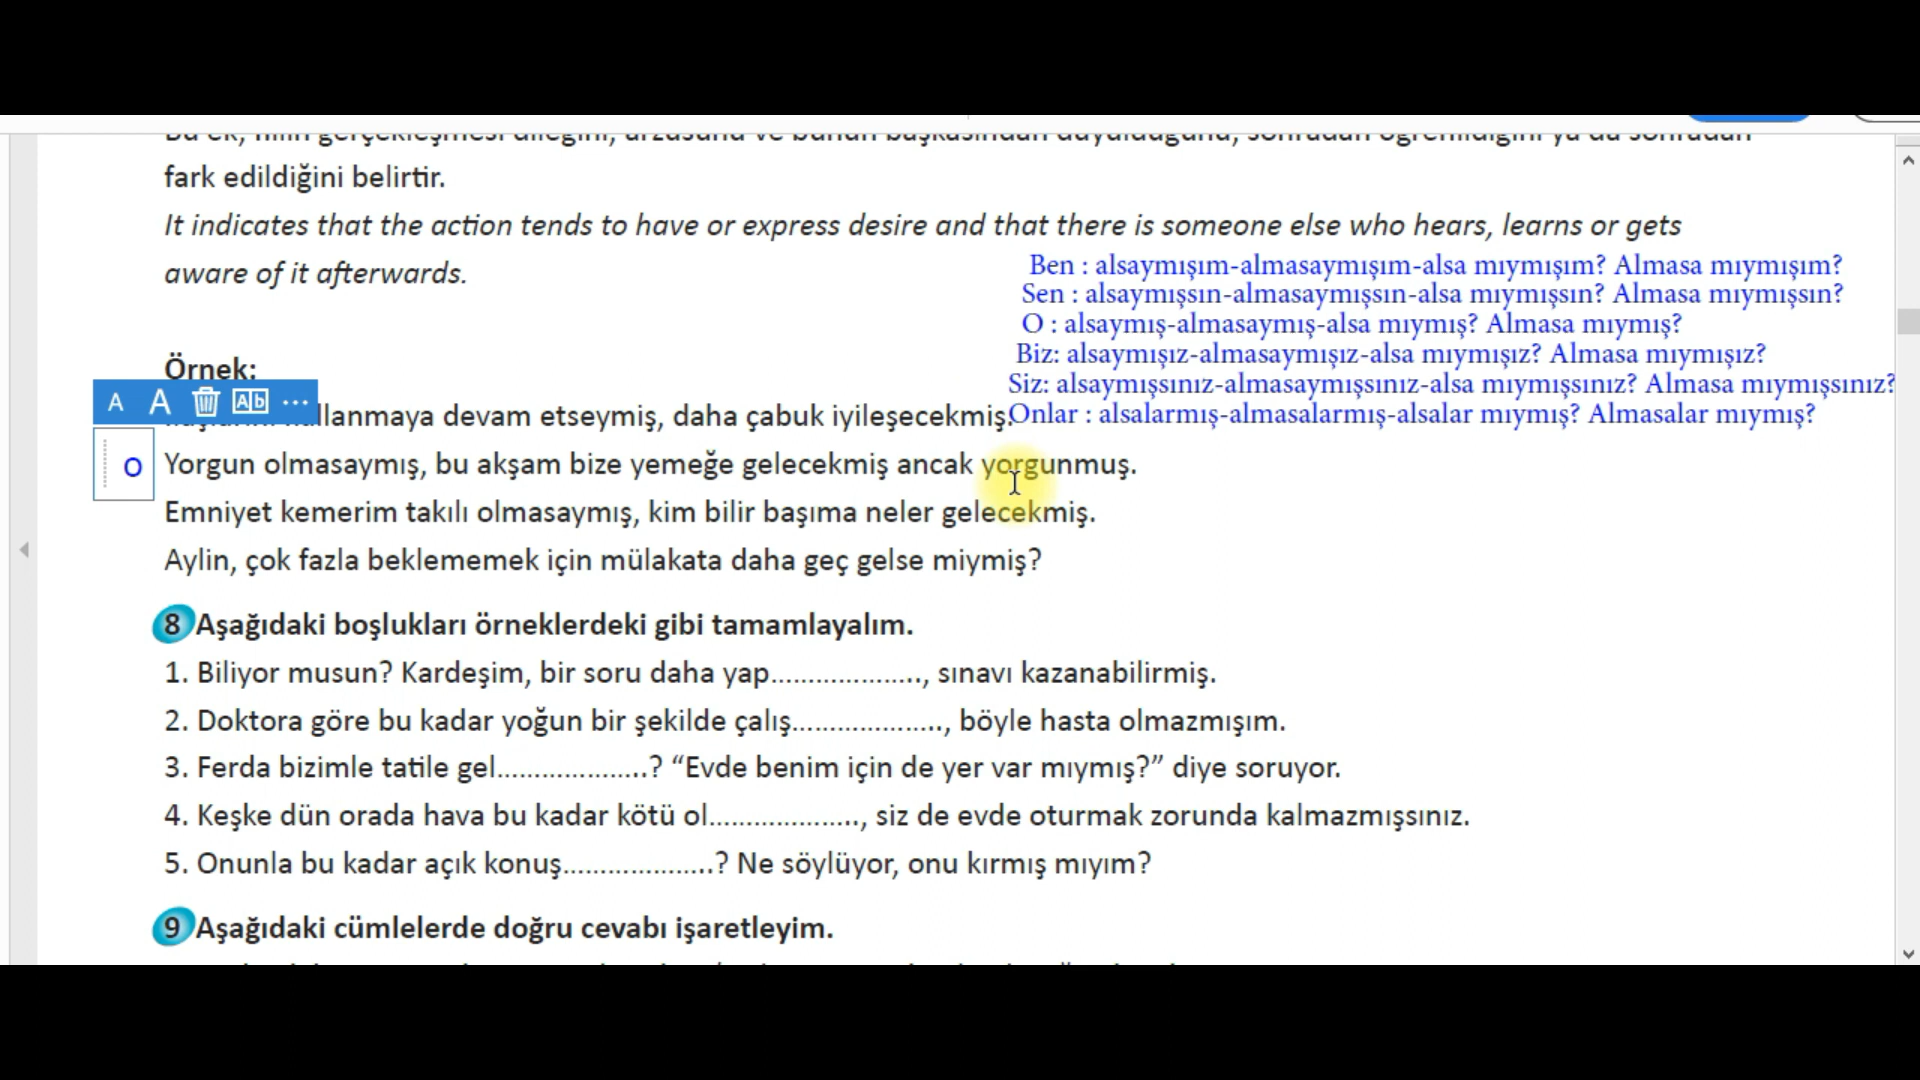 fark edildiğini belirtir.
It indicates that the action tends to have or express desire and that there is someone else who hears, learns or gets
aware of it afterwards.
Ben : alsaymışım-almasaymışım-alsa mıymışım? Almasa mıymışım?
Sen : alsaymışsın-almasaymışsın-alsa mıymışsın? Almasa mıymışsın?
O : alsaymış-almasaymış-alsa mıymış? Almasa mıymış?
Biz: alsaymışız-almasaymışız-alsa mıymışız? Almasa mıymışız?
Siz: alsaymışsınız-almasaymışsınız-alsa mıymışsınız? Almasa mıymışsınız?
Onlar : alsalarmış-almasalarmış-alsalar mıymış? Almasalar mıymış?
Örnek:
A A Ab ...
llanmaya devam etseymiş, daha çabuk iyileşecekmiş.
O
Yorgun olmasaymış, bu akşam bize yemeğe gelecekmiş ancak yorgunmuş.
Emniyet kemerim takılı olmasaymış, kim bilir başıma neler gelecekmiş.
Aylin, çok fazla beklememek için mülakata daha geç gelse miymiş?
8 Aşağıdaki boşlukları örneklerdeki gibi tamamlayalım.
1. Biliyor musun? Kardeşim, bir soru daha yap..................., sınavı kazanabilirmiş.
2. Doktora göre bu kadar yoğun bir şekilde çalış..................., böyle hasta olmazmışım.
3. Ferda bizimle tatile gel...................? “Evde benim için de yer var mıymış?” diye soruyor.
4. Keşke dün orada hava bu kadar kötü ol..................., siz de evde oturmak zorunda kalmazmışsınız.
5. Onunla bu kadar açık konuş...................? Ne söylüyor, onu kırmış mıyım?
9 Aşağıdaki cümlelerde doğru cevabı işaretleyim.